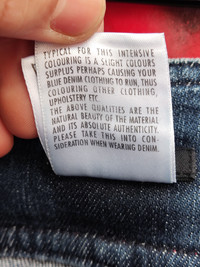 TYPICAL FOR THIS INTENSIVE
COLOURING IS A SLIGHT COLOURS
SURPLUS PERHAPS CAUSING YOUR
BLUE DENIM CLOTHING TO RUN, THUS
COLOURING OTHER CLOTHING,
UPHOLSTERY ETC.
THE ABOVE QUALITIES ARE THE
NATURAL BEAUTY OF THE MATERIAL
AND ITS ABSOLUTE AUTHENTICITY.
PLEASE TAKE THIS INTO CON-
SIDERATION WHEN WEARING DENIM.